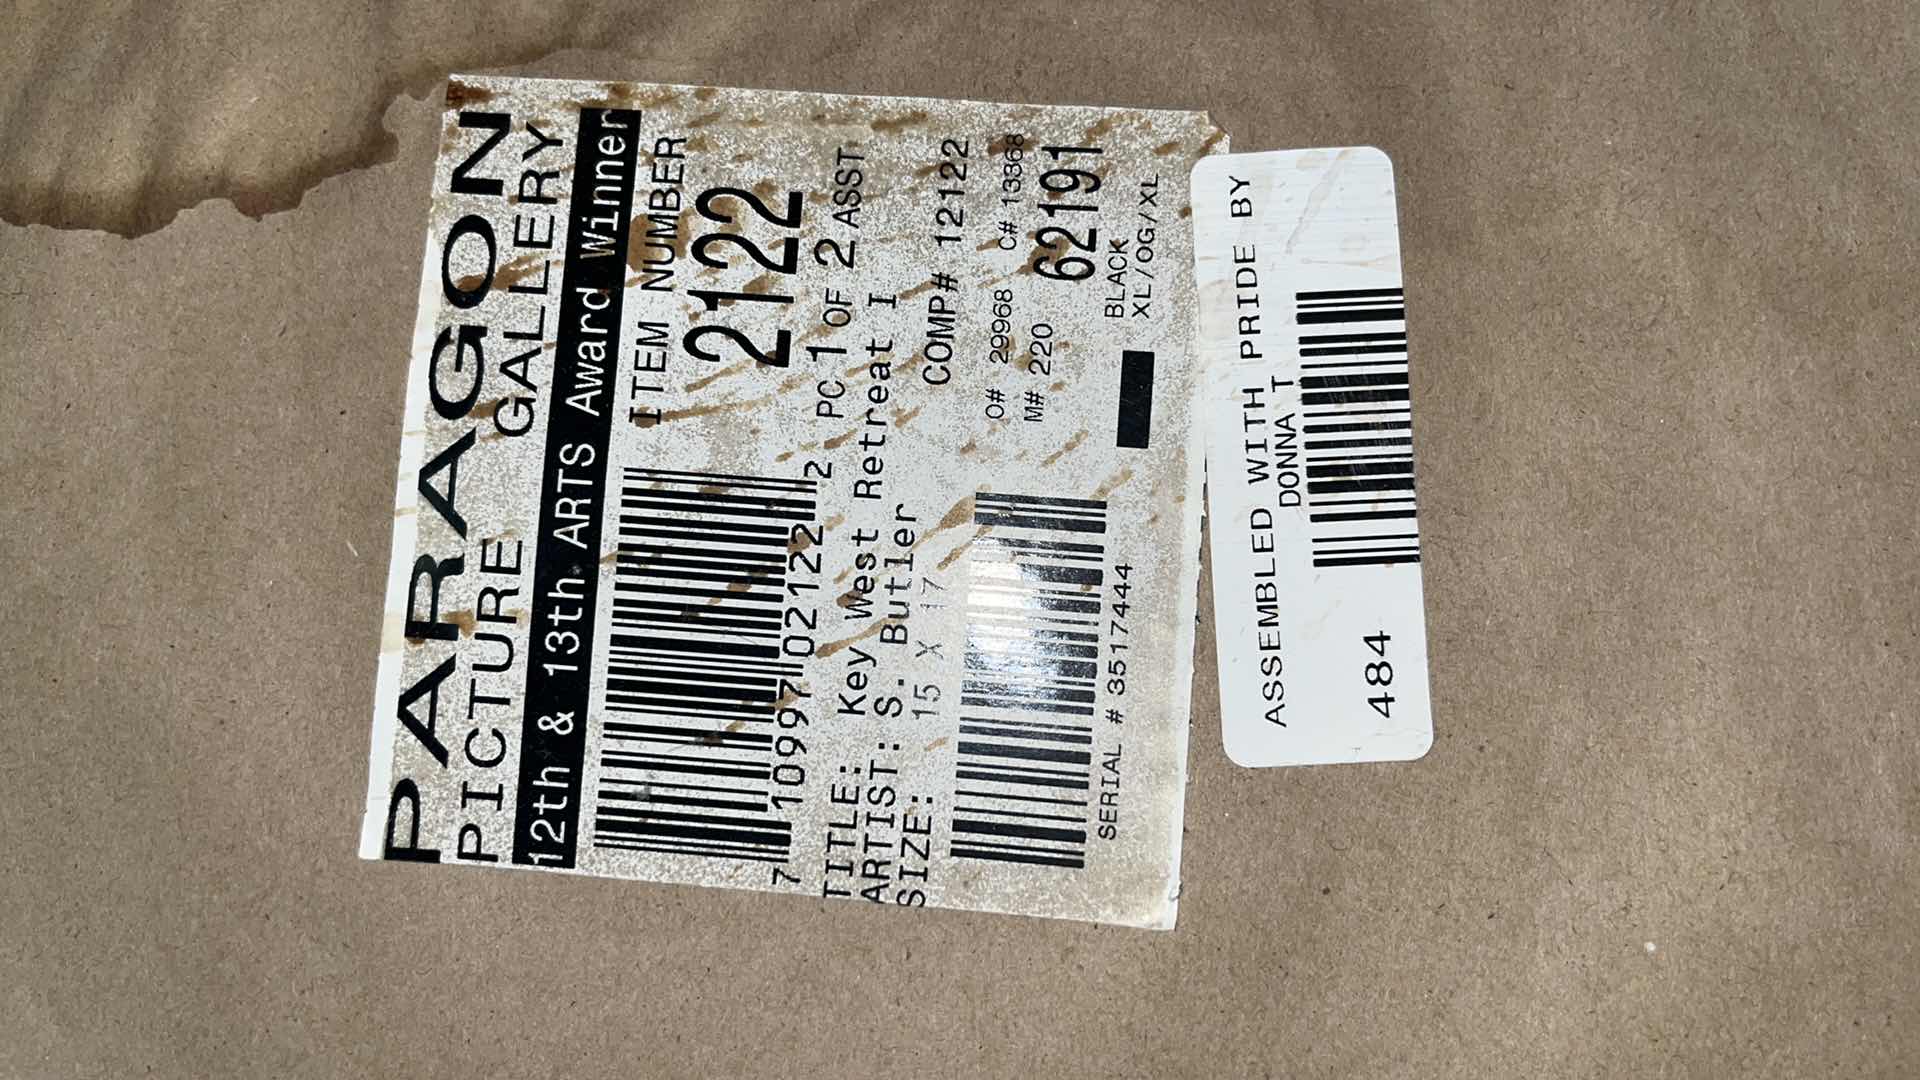 PARAGON
PICTURE GALLERY
12th & 13th ARTS Award Winner
ITEM NUMBER
2122
7 10997 02122 2
2 PC 1 OF 2 ASST
TITLE: Key West Retreat I
ARTIST: S. Butler
SIZE: 15 X 17
COMP# 12122
O# 29968 C# 13368
M# 220
62191
BLACK
XL/OG/XL
SERIAL # 3517444
ASSEMBLED WITH PRIDE BY
DONNA T
484